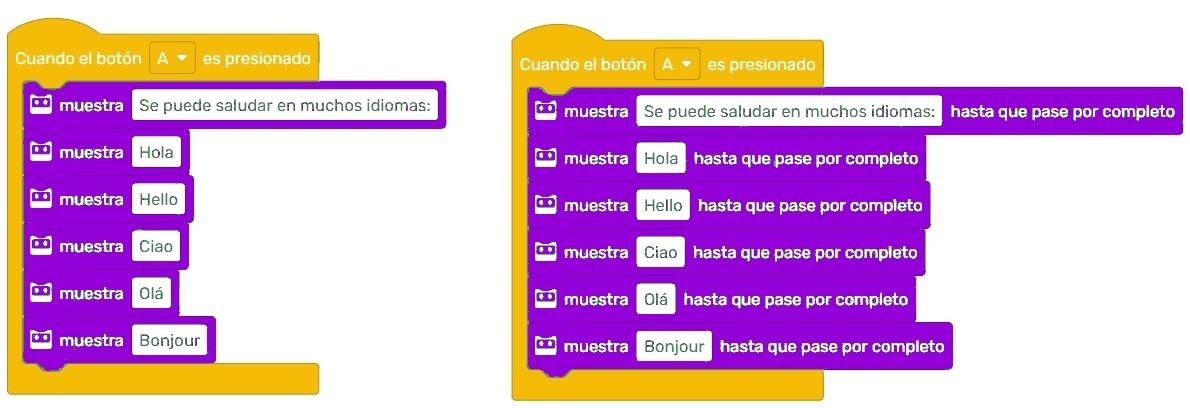 Cuando el botón A es presionado
muestra Se puede saludar en muchos idiomas:
muestra Hola
muestra Hello
muestra Ciao
muestra Olá
muestra Bonjour
Cuando el botón A es presionado
muestra Se puede saludar en muchos idiomas: hasta que pase por completo
muestra Hola hasta que pase por completo
muestra Hello hasta que pase por completo
muestra Ciao hasta que pase por completo
muestra Olá hasta que pase por completo
muestra Bonjour hasta que pase por completo